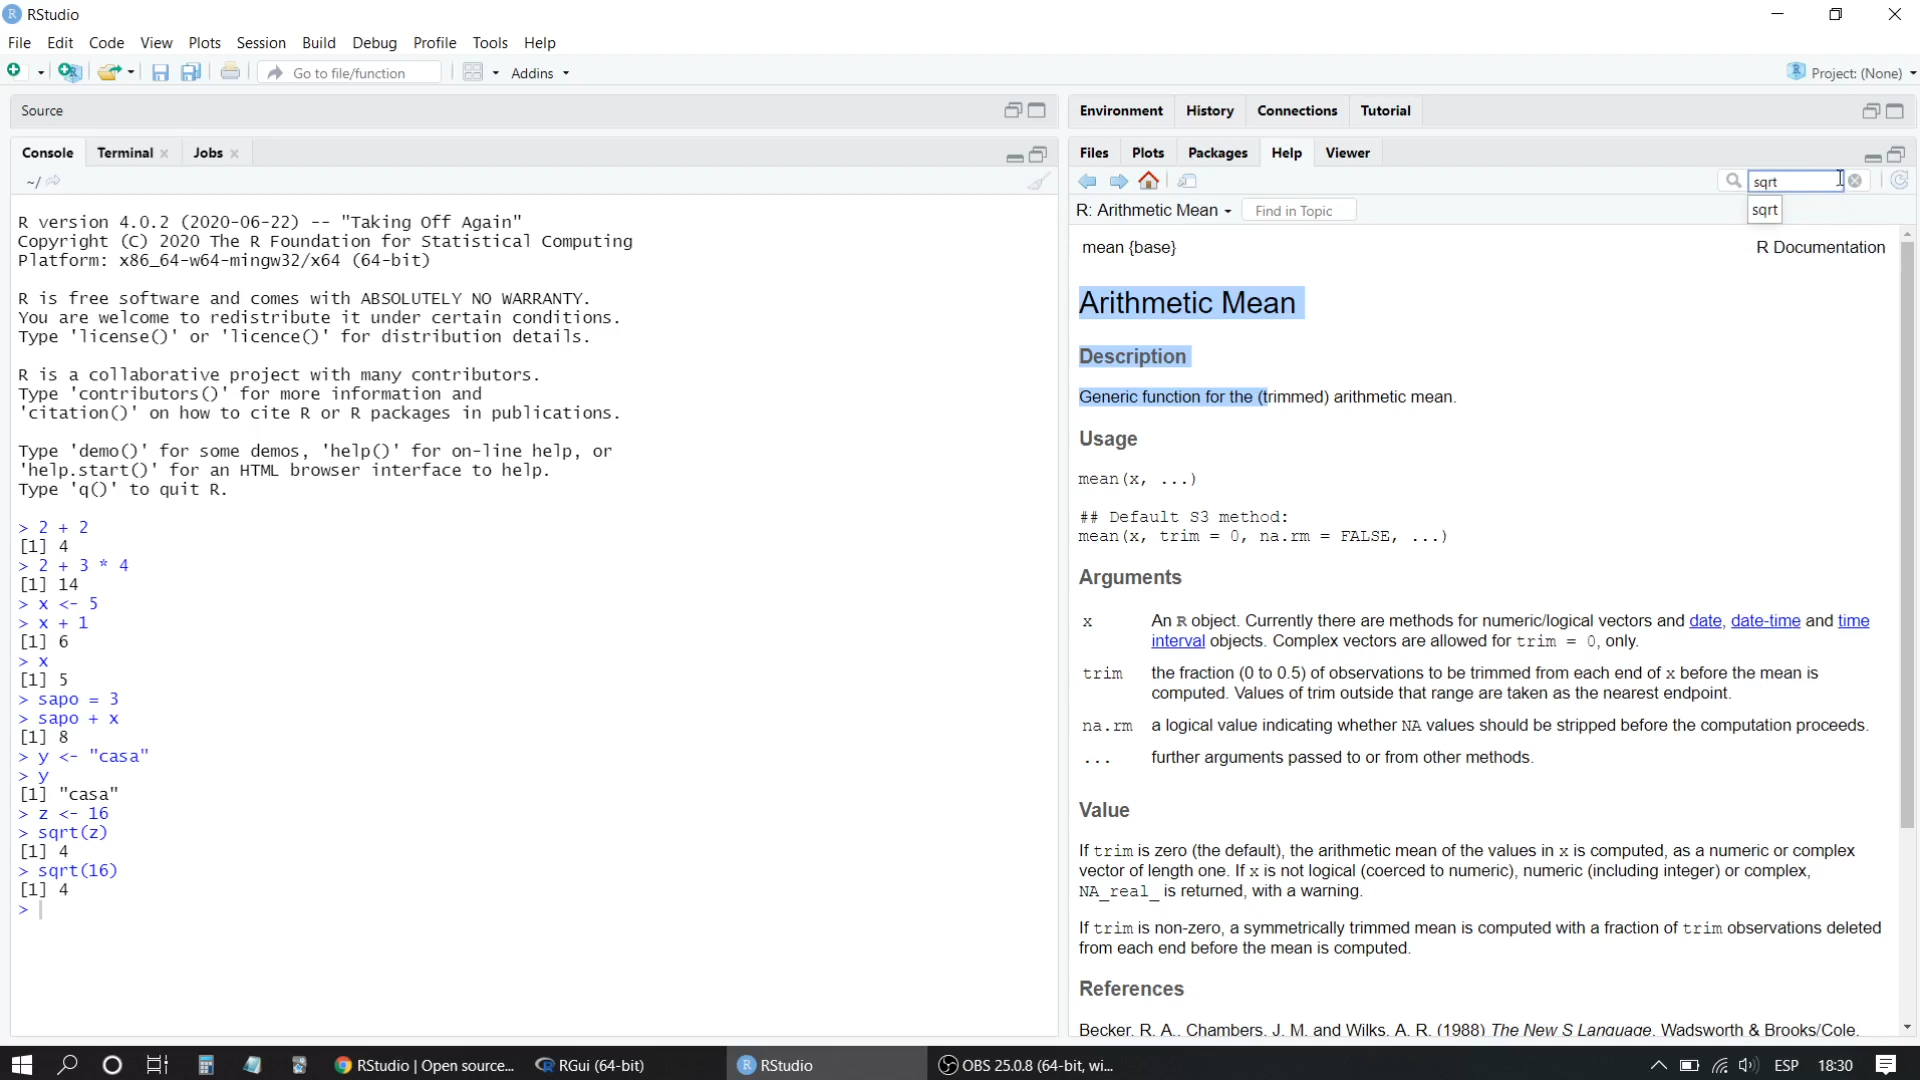 RStudio
File Edit Code View Plots Session Build Debug Profile Tools Help
Go to file/function Addins Project: (None)
Source
Console Terminal Jobs
~/
R version 4.0.2 (2020-06-22) -- "Taking Off Again"
Copyright (C) 2020 The R Foundation for Statistical Computing
Platform: x86_64-w64-mingw32/x64 (64-bit)
R is free software and comes with ABSOLUTELY NO WARRANTY.
You are welcome to redistribute it under certain conditions.
Type 'license()' or 'licence()' for distribution details.
R is a collaborative project with many contributors.
Type 'contributors()' for more information and
'citation()' on how to cite R or R packages in publications.
Type 'demo()' for some demos, 'help()' for on-line help, or
'help.start()' for an HTML browser interface to help.
Type 'q()' to quit R.
> 2 + 2
[1] 4
> 2 + 3 * 4
[1] 14
> x <- 5
> x + 1
[1] 6
> x
[1] 5
> sapo = 3
> sapo + x
[1] 8
> y <- "casa"
> y
[1] "casa"
> z <- 16
> sqrt(z)
[1] 4
> sqrt(16)
[1] 4
>
Environment History Connections Tutorial
Files Plots Packages Help Viewer
sqrt
sqrt
R: Arithmetic Mean Find in Topic
mean {base} R Documentation
Arithmetic Mean
Description
Generic function for the (trimmed) arithmetic mean.
Usage
mean(x, ...)
## Default S3 method:
mean(x, trim = 0, na.rm = FALSE, ...)
Arguments
x An R object. Currently there are methods for numeric/logical vectors and date, date-time and time
interval objects. Complex vectors are allowed for trim = 0, only.
trim the fraction (0 to 0.5) of observations to be trimmed from each end of x before the mean is
computed. Values of trim outside that range are taken as the nearest endpoint.
na.rm a logical value indicating whether NA values should be stripped before the computation proceeds.
... further arguments passed to or from other methods.
Value
If trim is zero (the default), the arithmetic mean of the values in x is computed, as a numeric or complex
vector of length one. If x is not logical (coerced to numeric), numeric (including integer) or complex,
NA_real_ is returned, with a warning.
If trim is non-zero, a symmetrically trimmed mean is computed with a fraction of trim observations deleted
from each end before the mean is computed.
References
Becker, R. A., Chambers, J. M. and Wilks, A. R. (1988) The New S Language. Wadsworth & Brooks/Cole.
RStudio | Open source... RGui (64-bit) RStudio OBS 25.0.8 (64-bit, wi... ESP 18:30